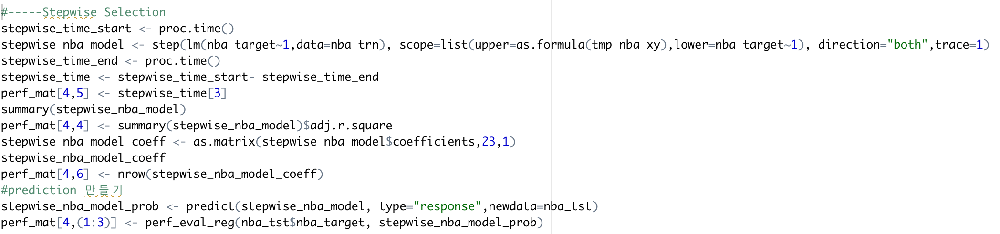 #-----Stepwise Selection
stepwise_time_start <- proc.time()
stepwise_nba_model <- step(lm(nba_target~1,data=nba_trn), scope=list(upper=as.formula(tmp_nba_xy),lower=nba_target~1), direction="both",trace=1)
stepwise_time_end <- proc.time()
stepwise_time <- stepwise_time_start- stepwise_time_end
perf_mat[4,5] <- stepwise_time[3]
summary(stepwise_nba_model)
perf_mat[4,4] <- summary(stepwise_nba_model)$adj.r.square
stepwise_nba_model_coeff <- as.matrix(stepwise_nba_model$coefficients,23,1)
stepwise_nba_model_coeff
perf_mat[4,6] <- nrow(stepwise_nba_model_coeff)
#prediction 만들기
stepwise_nba_model_prob <- predict(stepwise_nba_model, type="response",newdata=nba_tst)
perf_mat[4,(1:3)] <- perf_eval_reg(nba_tst$nba_target, stepwise_nba_model_prob)